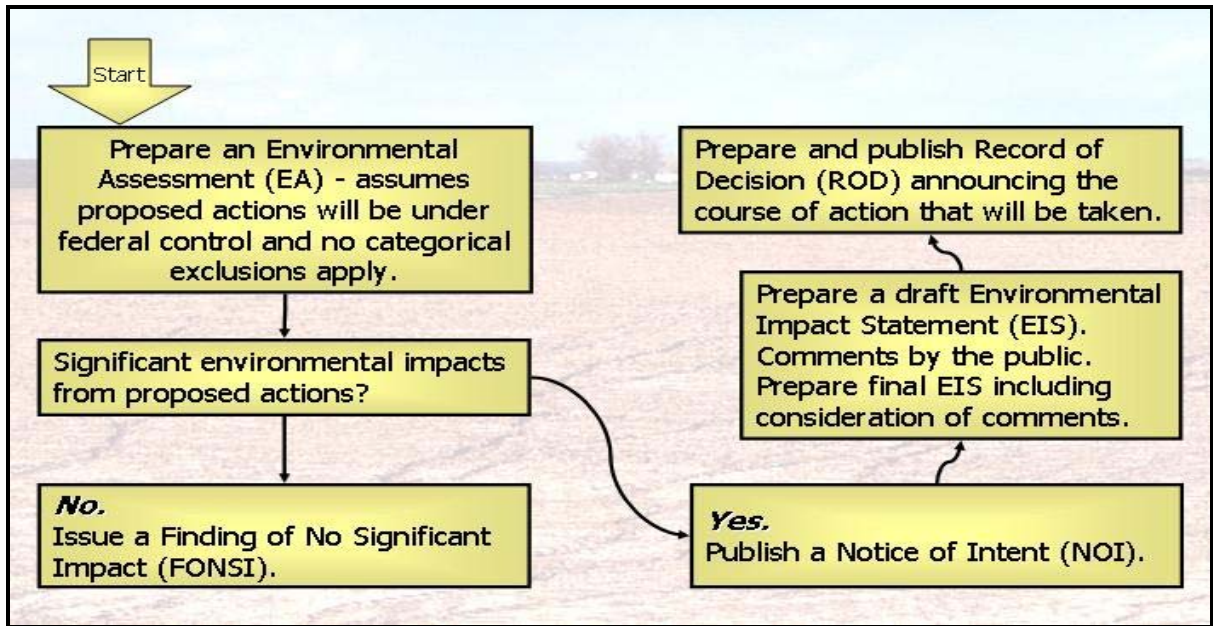 Start
Prepare an Environmental
Assessment (EA) - assumes
proposed actions will be under
federal control and no categorical
exclusions apply.
Significant environmental impacts
from proposed actions?
No.
Issue a Finding of No Significant
Impact (FONSI).
Yes.
Publish a Notice of Intent (NOI).
Prepare a draft Environmental
Impact Statement (EIS).
Comments by the public.
Prepare final EIS including
consideration of comments.
Prepare and publish Record of
Decision (ROD) announcing the
course of action that will be taken.